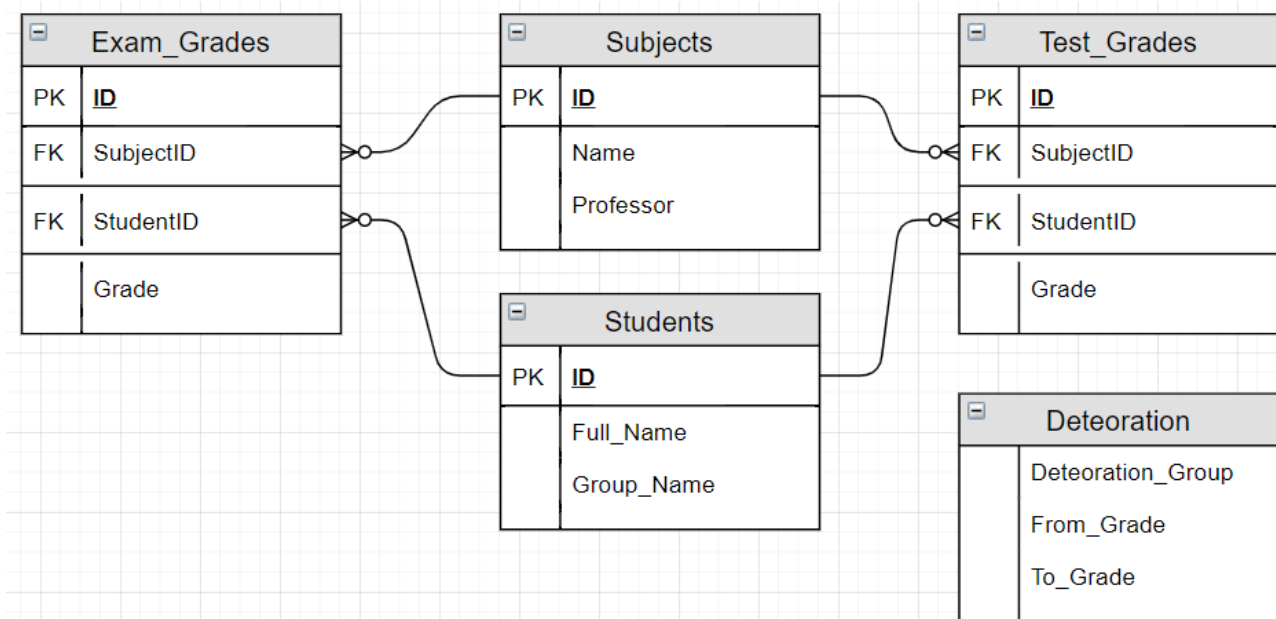 Exam_Grades
PK ID
FK SubjectID
FK StudentID
Grade
Subjects
PK ID
Name
Professor
Students
PK ID
Full_Name
Group_Name
Test_Grades
PK ID
FK SubjectID
FK StudentID
Grade
Deteoration
Deteoration_Group
From_Grade
To_Grade